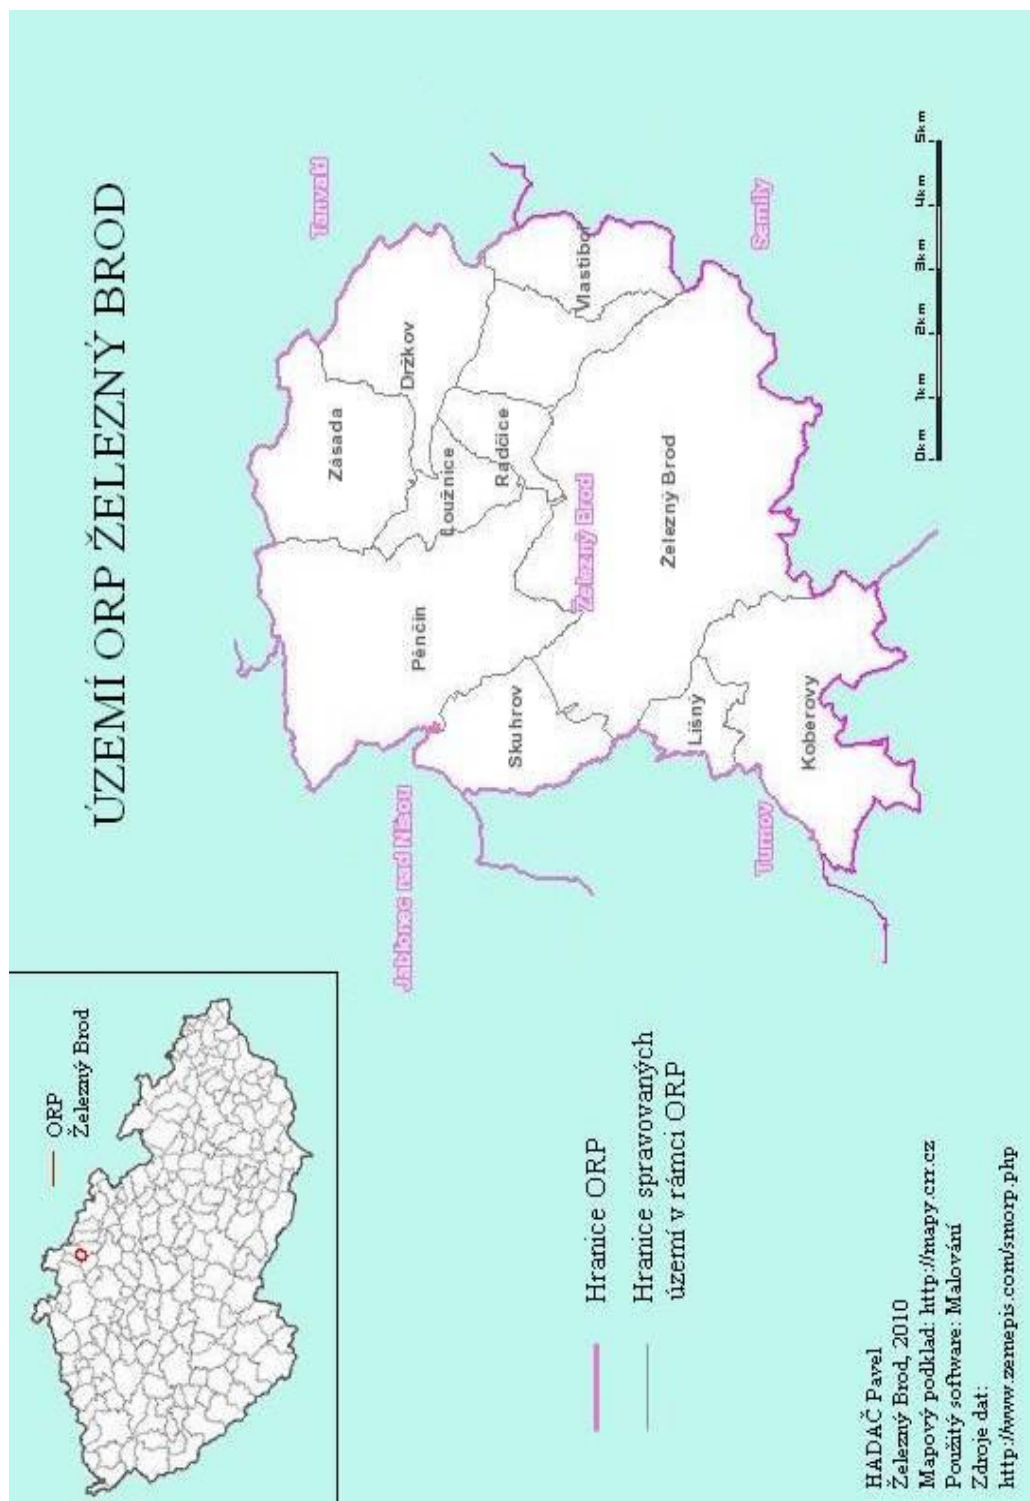 ÚZEMÍ ORP ŽELEZNÝ BROD
ORP
Železný Brod
Tanvald
Jablonec nad Nisou
Zásada
Držkov
Pěnčín
Loužnice
Radčice
Vlastiboř
Skuhrov
Železný Brod
Železný Brod
Semily
Líšný
Turnov
Koberovy
0km
1km
2km
3km
4km
5km
Hranice ORP
Hranice spravovaných
území v rámci ORP
HADAČ Pavel
Železný Brod, 2010
Mapový podklad: http://mapy.crr.cz
Použitý software: Malování
Zdroje dat:
http://www.zemepis.com/smorp.php